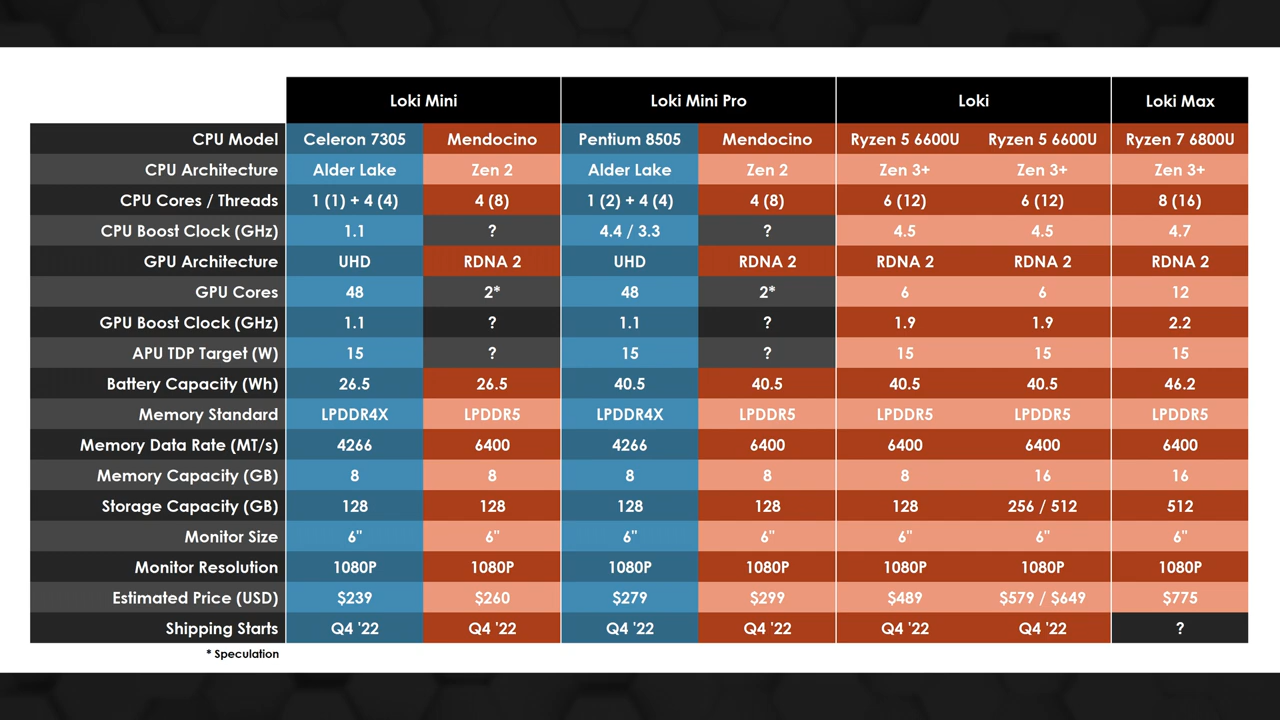 Loki Mini Loki Mini Pro Loki Loki Max
CPU Model Celeron 7305 Mendocino Pentium 8505 Mendocino Ryzen 5 6600U Ryzen 5 6600U Ryzen 7 6800U
CPU Architecture Alder Lake Zen 2 Alder Lake Zen 2 Zen 3+ Zen 3+ Zen 3+
CPU Cores / Threads 1 (1) + 4 (4) 4 (8) 1 (2) + 4 (4) 4 (8) 6 (12) 6 (12) 8 (16)
CPU Boost Clock (GHz) 1.1 ? 4.4 / 3.3 ? 4.5 4.5 4.7
GPU Architecture UHD RDNA 2 UHD RDNA 2 RDNA 2 RDNA 2 RDNA 2
GPU Cores 48 2* 48 2* 6 6 12
GPU Boost Clock (GHz) 1.1 ? 1.1 ? 1.9 1.9 2.2
APU TDP Target (W) 15 ? 15 ? 15 15 15
Battery Capacity (Wh) 26.5 26.5 40.5 40.5 40.5 40.5 46.2
Memory Standard LPDDR4X LPDDR5 LPDDR4X LPDDR5 LPDDR5 LPDDR5 LPDDR5
Memory Data Rate (MT/s) 4266 6400 4266 6400 6400 6400 6400
Memory Capacity (GB) 8 8 8 8 8 16 16
Storage Capacity (GB) 128 128 128 128 128 256 / 512 512
Monitor Size 6" 6" 6" 6" 6" 6" 6"
Monitor Resolution 1080P 1080P 1080P 1080P 1080P 1080P 1080P
Estimated Price (USD) $239 $260 $279 $299 $489 $579 / $649 $775
Shipping Starts Q4 '22 Q4 '22 Q4 '22 Q4 '22 Q4 '22 Q4 '22 ?
* Speculation